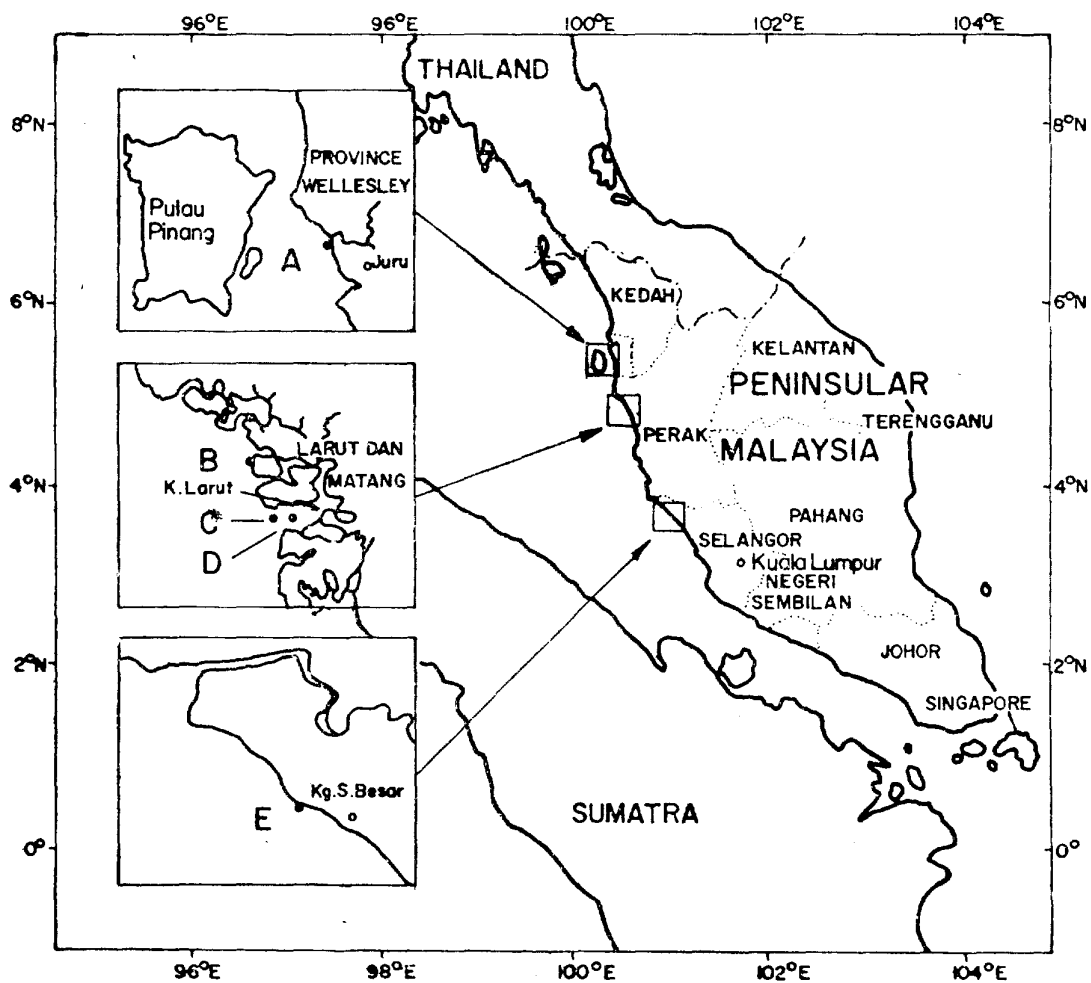 96°E 96°E 100°E 102°E 104°E
THAILAND
8°N 8°N
PROVINCE
WELLESLEY
Pulau
Pinang
A
Juru
6°N 6°N
KEDAH
KELANTAN
PENINSULAR
TERENGGANU
PERAK
MALAYSIA
LARUT DAN
MATANG
B
K.Larut
C*
D
4°N 4°N
PAHANG
SELANGOR
Kuala Lumpur
NEGERI
SEMBILAN
JOHOR
2°N 2°N
SINGAPORE
Kg.S.Besar
E
SUMATRA
0° 0°
96°E 98°E 100°E 102°E 104°E